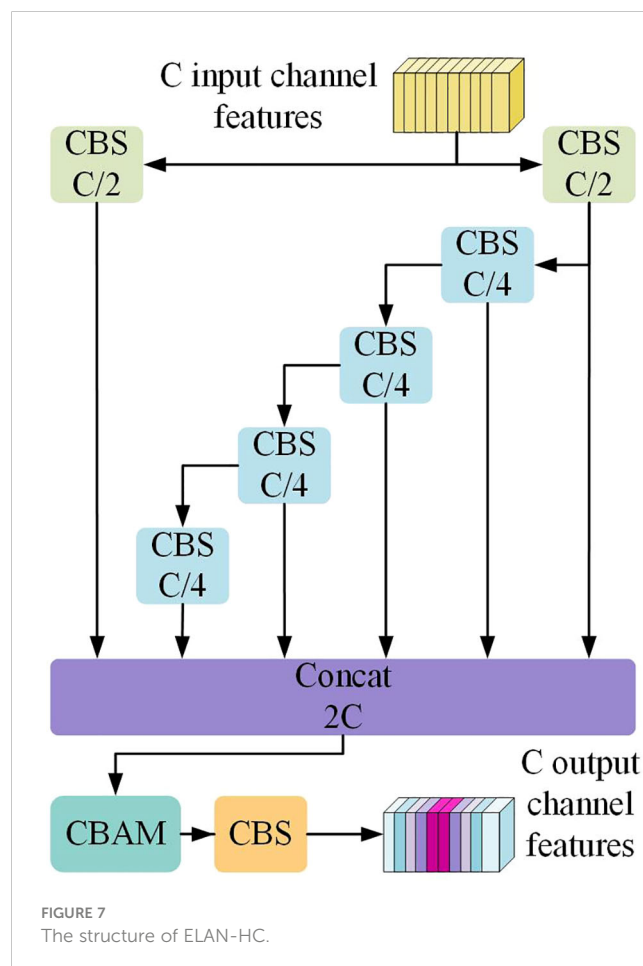 C input channel
features
CBS
C/2
CBS
C/2
CBS
C/4
CBS
C/4
CBS
C/4
CBS
C/4
Concat
2C
CBAM
CBS
C output
channel
features
FIGURE 7
The structure of ELAN-HC.